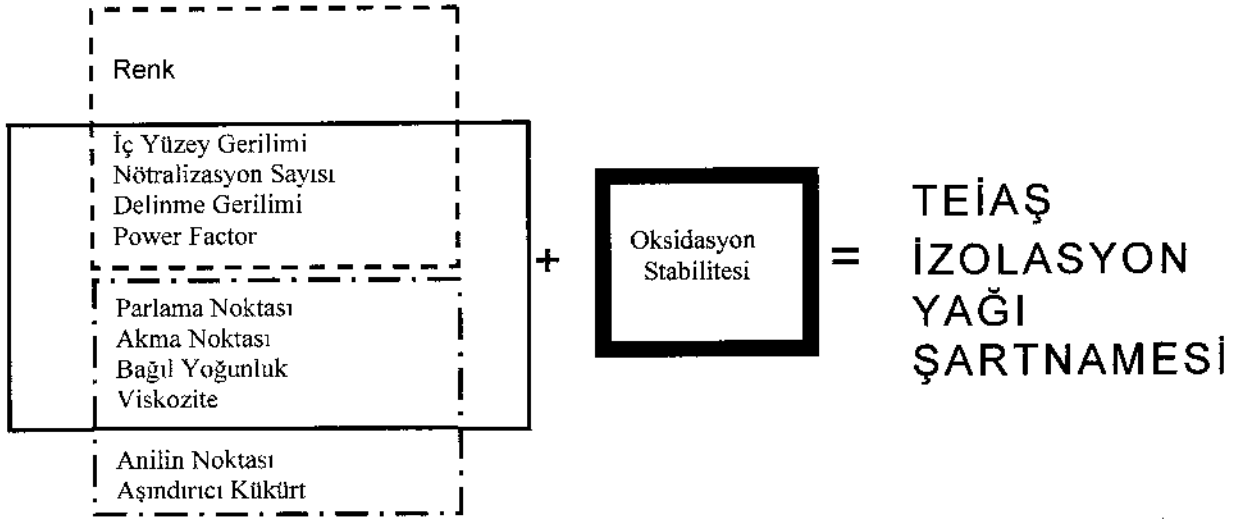 Renk
İç Yüzey Gerilimi
Nötralizasyon Sayısı
Delinme Gerilimi
Power Factor
Parlama Noktası
Akma Noktası
Bağıl Yoğunluk
Viskozite
Anilin Noktası
Aşındırıcı Kükürt
+
Oksidasyon
Stabilitesi
=
TEİAŞ
İZOLASYON
YAĞI
ŞARTNAMESİ